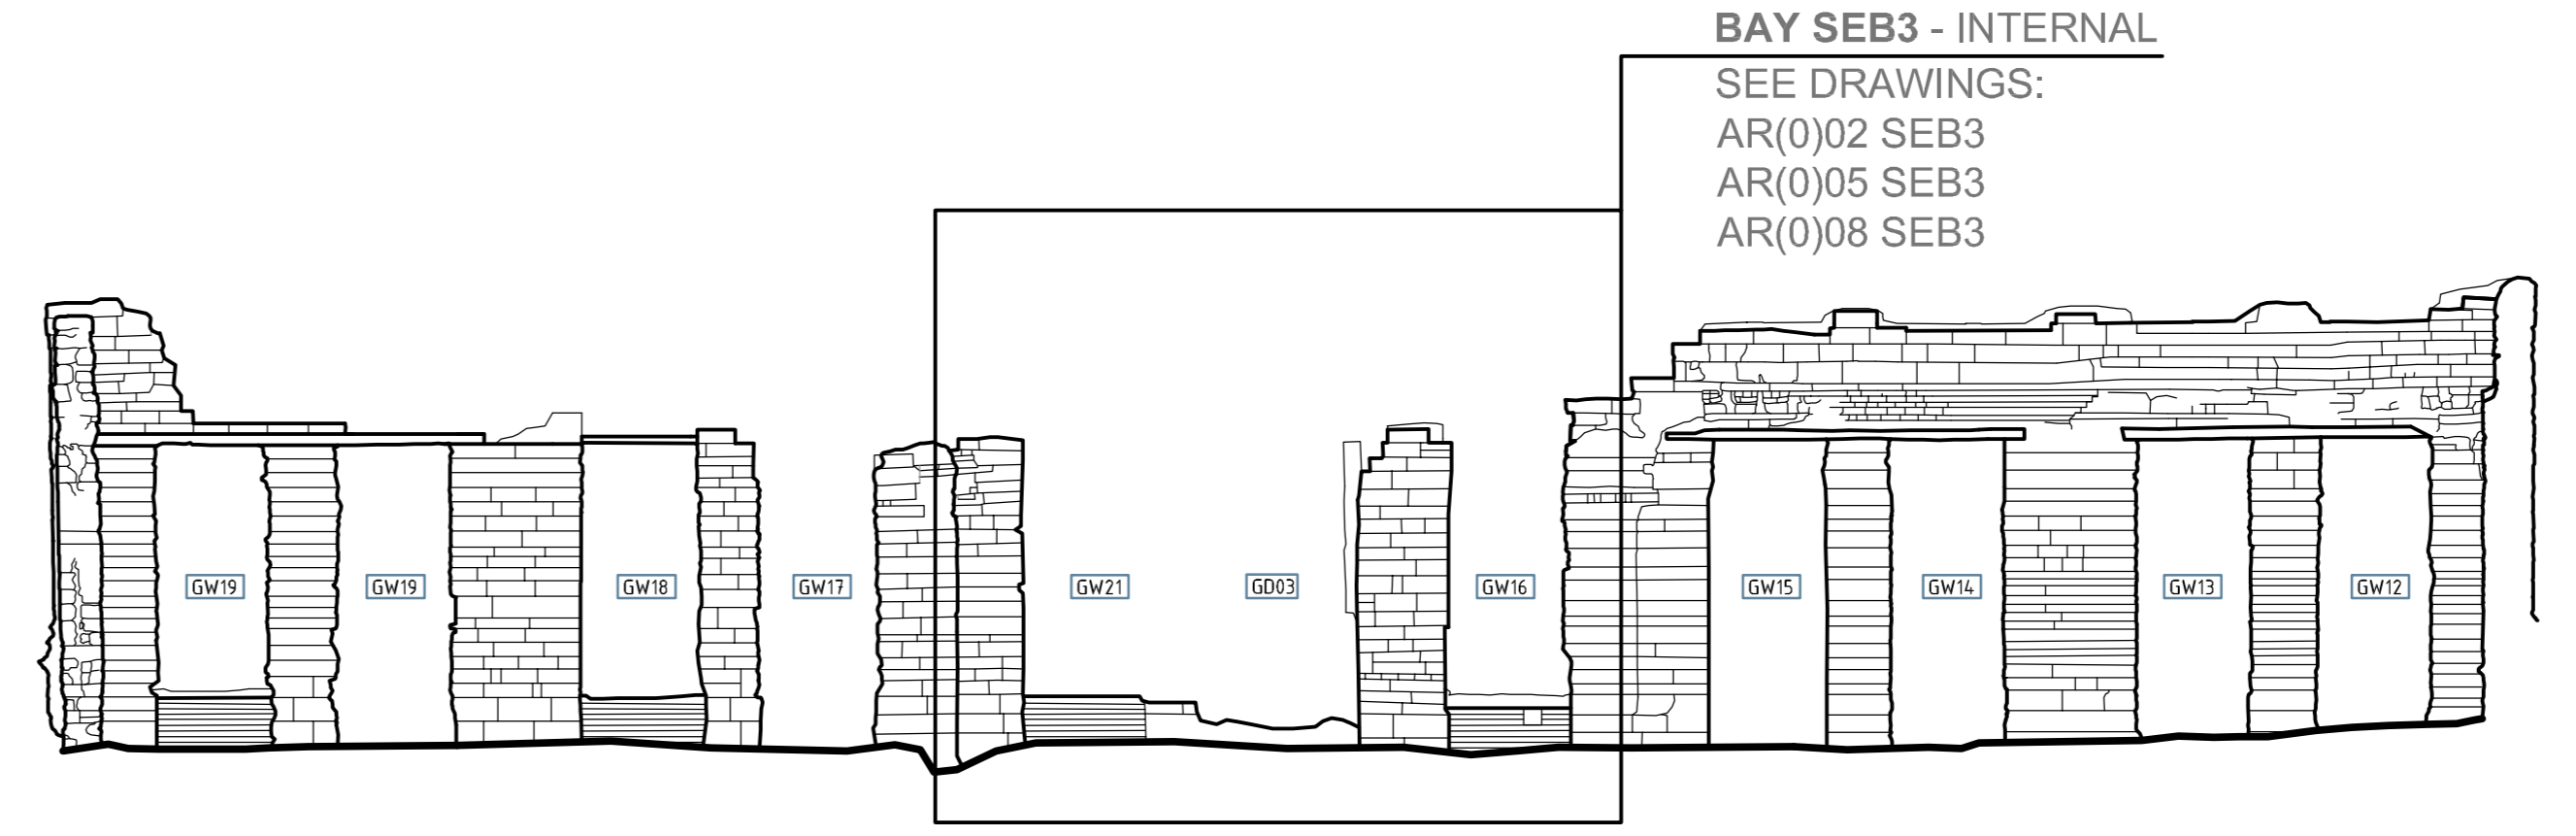 BAY SEB3 - INTERNAL
SEE DRAWINGS:
AR(0)02 SEB3
AR(0)05 SEB3
AR(0)08 SEB3
GW19 GW19 GW18 GW17 GW21 GD03 GW16 GW15 GW14 GW13 GW12